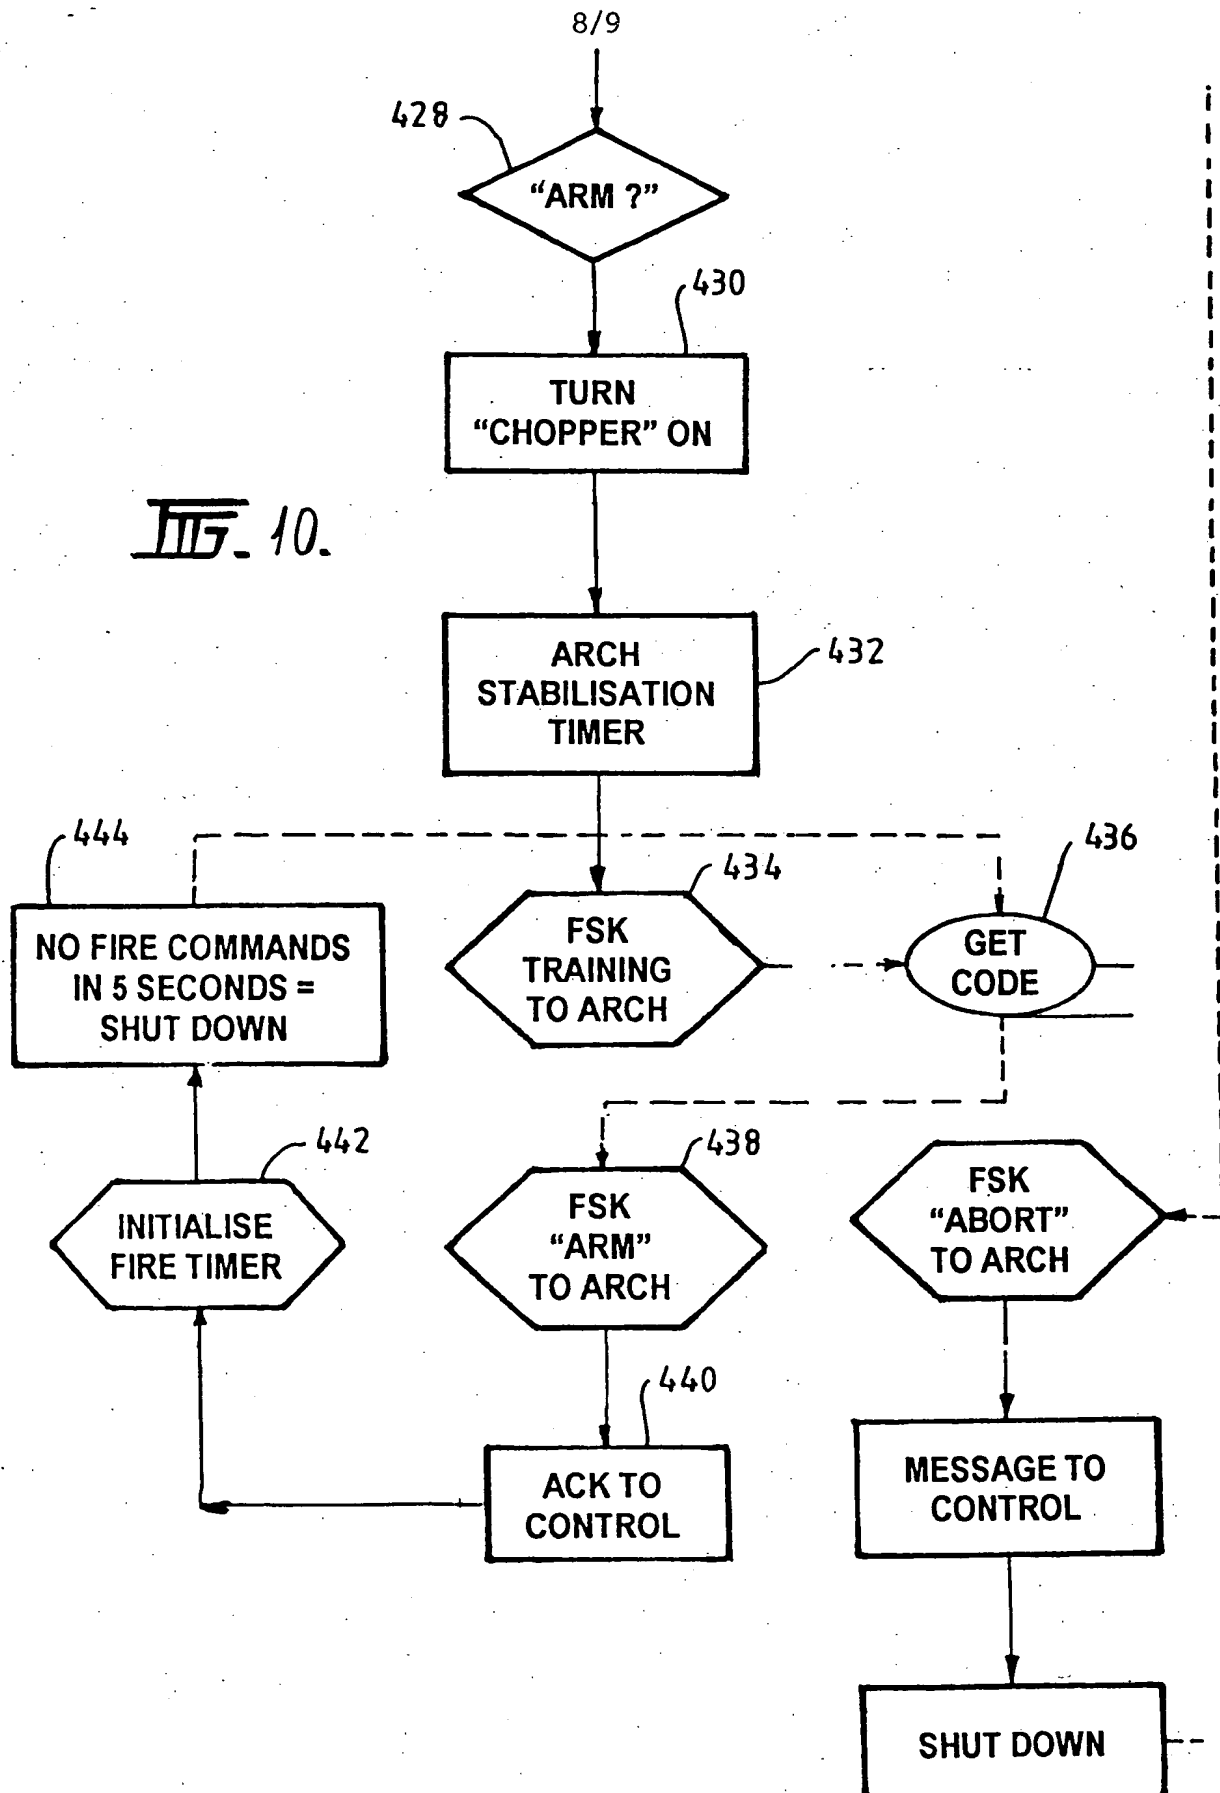 8/9
428
“ARM ?”
430
TURN
“CHOPPER” ON
FIG. 10.
ARCH
STABILISATION
TIMER
432
444
434
436
NO FIRE COMMANDS
IN 5 SECONDS =
SHUT DOWN
FSK
TRAINING
TO ARCH
GET
CODE
442
438
INITIALISE
FIRE TIMER
FSK
“ARM”
TO ARCH
FSK
“ABORT”
TO ARCH
440
ACK TO
CONTROL
MESSAGE TO
CONTROL
SHUT DOWN